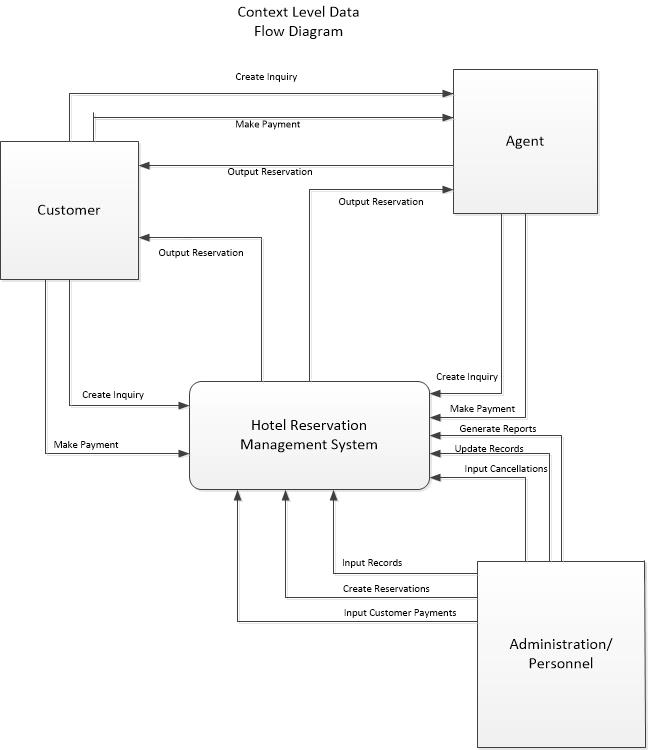 Context Level Data
Flow Diagram
Create Inquiry
Make Payment
Agent
Output Reservation
Output Reservation
Customer
Output Reservation
Create Inquiry
Make Payment
Create Inquiry
Make Payment
Hotel Reservation
Management System
Generate Reports
Update Records
Input Cancellations
Input Records
Create Reservations
Input Customer Payments
Administration/
Personnel